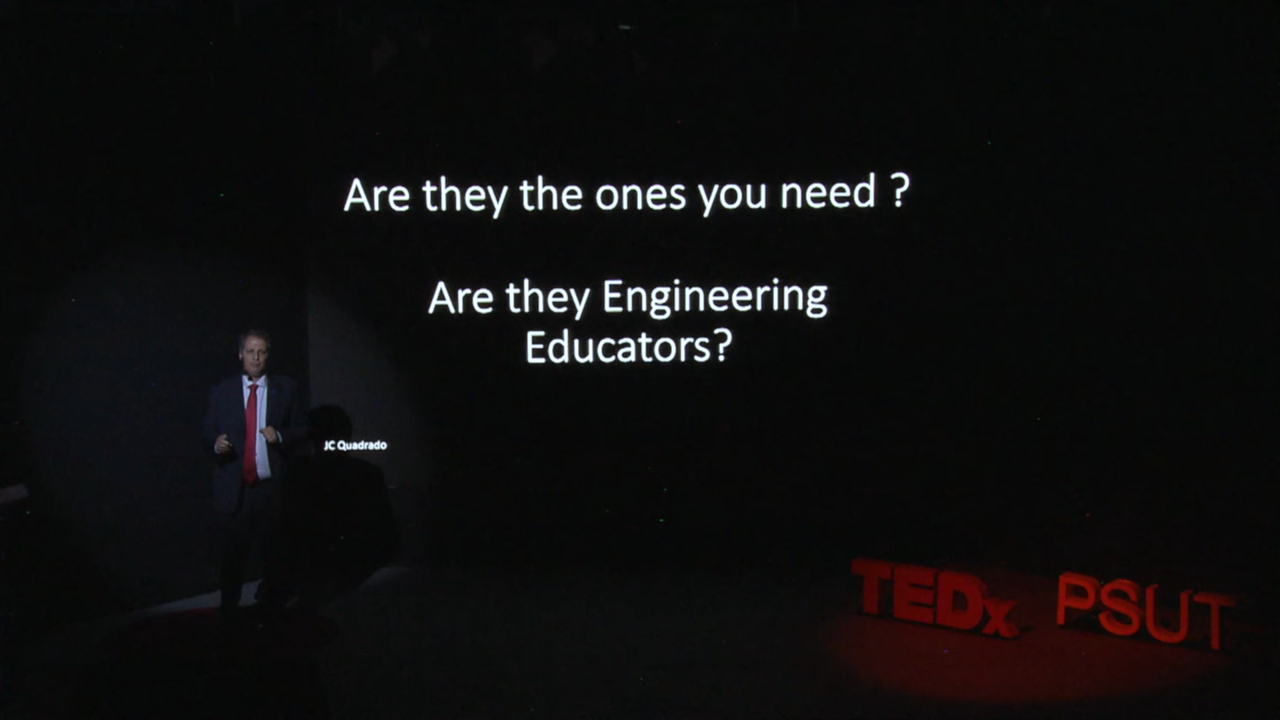 Are they the ones you need ?
Are they Engineering
Educators?
JC Quadrado
TEDx PSUT